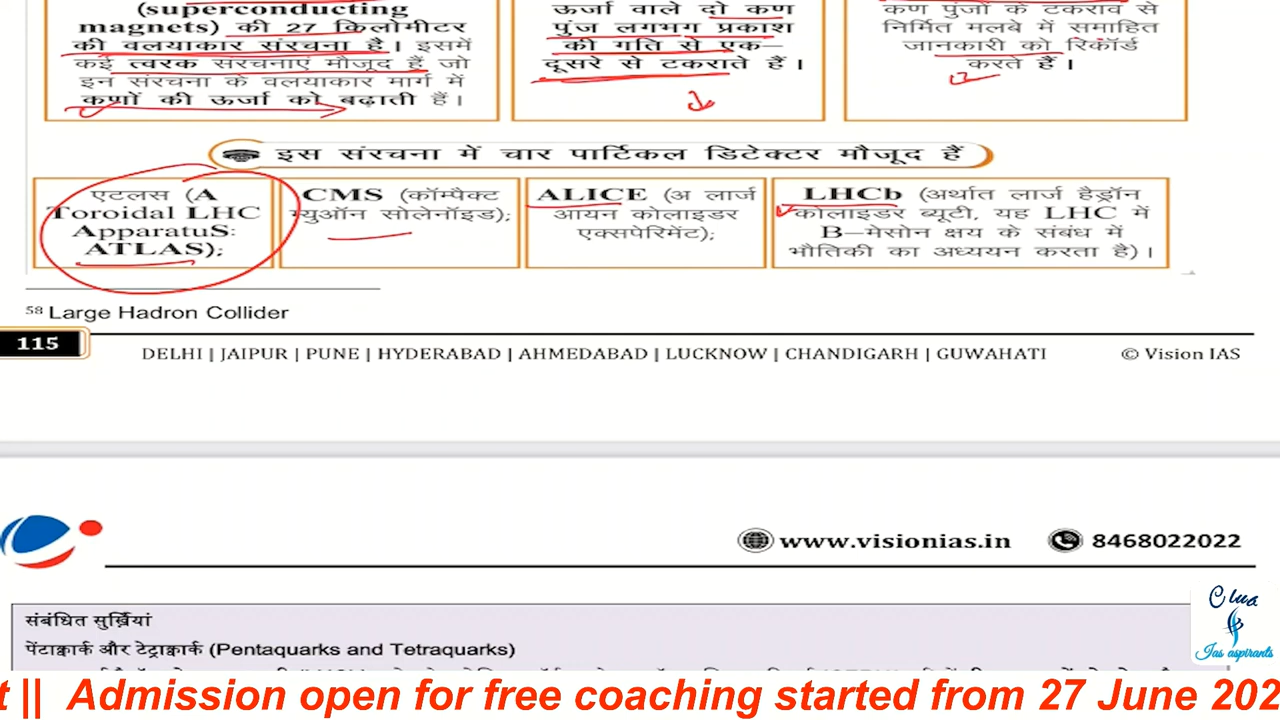 (superconducting
magnets) की 27 किलोमीटर
की वलयाकार संरचना है। इसमें
कई त्वरक संरचनाएं मौजूद हैं जो
इन संरचना के वलयाकार मार्ग में
कणों की ऊर्जा को बढ़ाती हैं।
ऊर्जा वाले दो कण
पुंज लगभग प्रकाश
की गति से एक–
दूसरे से टकराते हैं।
कण पुंजों के टकराव से
निर्मित मलबे में समाहित
जानकारी को रिकॉर्ड
करते हैं।
इस संरचना में चार पार्टिकल डिटेक्टर मौजूद हैं
एटलस (A
Toroidal LHC
ApparatuS:
ATLAS);
CMS (कॉम्पैक्ट
म्युऑन सोलेनॉइड);
ALICE (अ लार्ज
आयन कोलाइडर
एक्सपेरिमेंट);
LHCb (अर्थात लार्ज हैड्रॉन
कोलाइडर ब्यूटी, यह LHC में
B–मेसोन क्षय के संबंध में
भौतिकी का अध्ययन करता है)।
58 Large Hadron Collider
115
DELHI | JAIPUR | PUNE | HYDERABAD | AHMEDABAD | LUCKNOW | CHANDIGARH | GUWAHATI
© Vision IAS
www.visionias.in
8468022022
संबंधित सुर्ख़ियां
पेंटाक्वार्क और टेट्राक्वार्क (Pentaquarks and Tetraquarks)
Clue
Ias aspirants
t || Admission open for free coaching started from 27 June 202